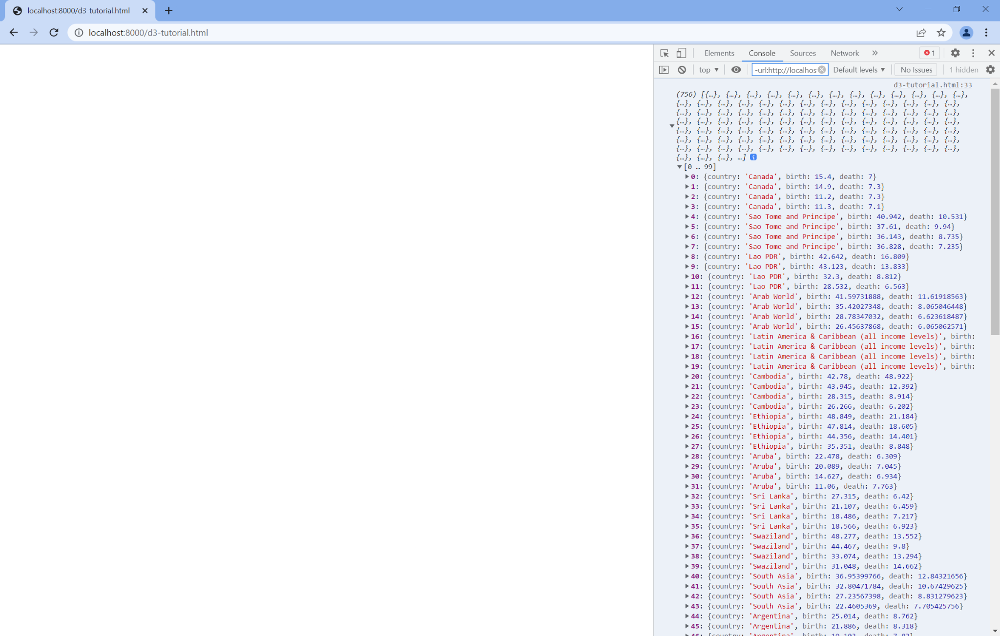 localhost:8000/d3-tutorial.html
localhost:8000/d3-tutorial.html
Elements Console Sources Network » 1
top ▼ -url:http://localhos Default levels ▼ No Issues 1 hidden
d3-tutorial.html:33
(756) [{…}, {…}, {…}, {…}, {…}, {…}, {…}, {…}, {…}, {…}, {…}, {…}, {…},
{…}, {…}, {…}, {…}, {…}, {…}, {…}, {…}, {…}, {…}, {…}, {…}, {…}, {…},
{…}, {…}, {…}, {…}, {…}, {…}, {…}, {…}, {…}, {…}, {…}, {…}, {…}, {…},
{…}, {…}, {…}, {…}, {…}, {…}, {…}, {…}, {…}, {…}, {…}, {…}, {…}, {…},
{…}, {…}, {…}, {…}, {…}, {…}, {…}, {…}, {…}, {…}, {…}, {…}, {…}, {…},
{…}, {…}, {…}, {…}, {…}, {…}, {…}, {…}, {…}, {…}, {…}, {…}, {…}, {…},
{…}, {…}, {…}, {…}, {…}, {…}, {…}, {…}, {…}, {…}, {…}, {…}, {…}, {…},
{…}, {…}, {…}, …] i
▼[0 … 99]
▶0: {country: 'Canada', birth: 15.4, death: 7}
▶1: {country: 'Canada', birth: 14.9, death: 7.3}
▶2: {country: 'Canada', birth: 11.2, death: 7.3}
▶3: {country: 'Canada', birth: 11.3, death: 7.1}
▶4: {country: 'Sao Tome and Principe', birth: 40.942, death: 10.531}
▶5: {country: 'Sao Tome and Principe', birth: 37.61, death: 9.94}
▶6: {country: 'Sao Tome and Principe', birth: 36.143, death: 8.735}
▶7: {country: 'Sao Tome and Principe', birth: 36.828, death: 7.235}
▶8: {country: 'Lao PDR', birth: 42.642, death: 16.809}
▶9: {country: 'Lao PDR', birth: 43.123, death: 13.833}
▶10: {country: 'Lao PDR', birth: 32.3, death: 8.812}
▶11: {country: 'Lao PDR', birth: 28.532, death: 6.563}
▶12: {country: 'Arab World', birth: 41.59731888, death: 11.61918563}
▶13: {country: 'Arab World', birth: 35.42027348, death: 8.065046448}
▶14: {country: 'Arab World', birth: 28.78347032, death: 6.623618487}
▶15: {country: 'Arab World', birth: 26.45637868, death: 6.065062571}
▶16: {country: 'Latin America & Caribbean (all income levels)', birth:
▶17: {country: 'Latin America & Caribbean (all income levels)', birth:
▶18: {country: 'Latin America & Caribbean (all income levels)', birth:
▶19: {country: 'Latin America & Caribbean (all income levels)', birth:
▶20: {country: 'Cambodia', birth: 42.78, death: 48.922}
▶21: {country: 'Cambodia', birth: 43.945, death: 12.392}
▶22: {country: 'Cambodia', birth: 28.315, death: 8.914}
▶23: {country: 'Cambodia', birth: 26.266, death: 6.202}
▶24: {country: 'Ethiopia', birth: 48.849, death: 21.184}
▶25: {country: 'Ethiopia', birth: 47.814, death: 18.605}
▶26: {country: 'Ethiopia', birth: 44.356, death: 14.401}
▶27: {country: 'Ethiopia', birth: 35.351, death: 8.848}
▶28: {country: 'Aruba', birth: 22.478, death: 6.309}
▶29: {country: 'Aruba', birth: 20.089, death: 7.045}
▶30: {country: 'Aruba', birth: 14.627, death: 6.934}
▶31: {country: 'Aruba', birth: 11.06, death: 7.763}
▶32: {country: 'Sri Lanka', birth: 27.315, death: 6.42}
▶33: {country: 'Sri Lanka', birth: 21.107, death: 6.459}
▶34: {country: 'Sri Lanka', birth: 18.486, death: 7.217}
▶35: {country: 'Sri Lanka', birth: 18.566, death: 6.923}
▶36: {country: 'Swaziland', birth: 48.277, death: 13.552}
▶37: {country: 'Swaziland', birth: 44.467, death: 9.8}
▶38: {country: 'Swaziland', birth: 33.074, death: 13.294}
▶39: {country: 'Swaziland', birth: 31.048, death: 14.662}
▶40: {country: 'South Asia', birth: 36.95399766, death: 12.84321656}
▶41: {country: 'South Asia', birth: 32.80471784, death: 10.67429625}
▶42: {country: 'South Asia', birth: 27.23567398, death: 8.831279623}
▶43: {country: 'South Asia', birth: 22.4605369, death: 7.705425756}
▶44: {country: 'Argentina', birth: 25.014, death: 8.762}
▶45: {country: 'Argentina', birth: 21.886, death: 8.318}